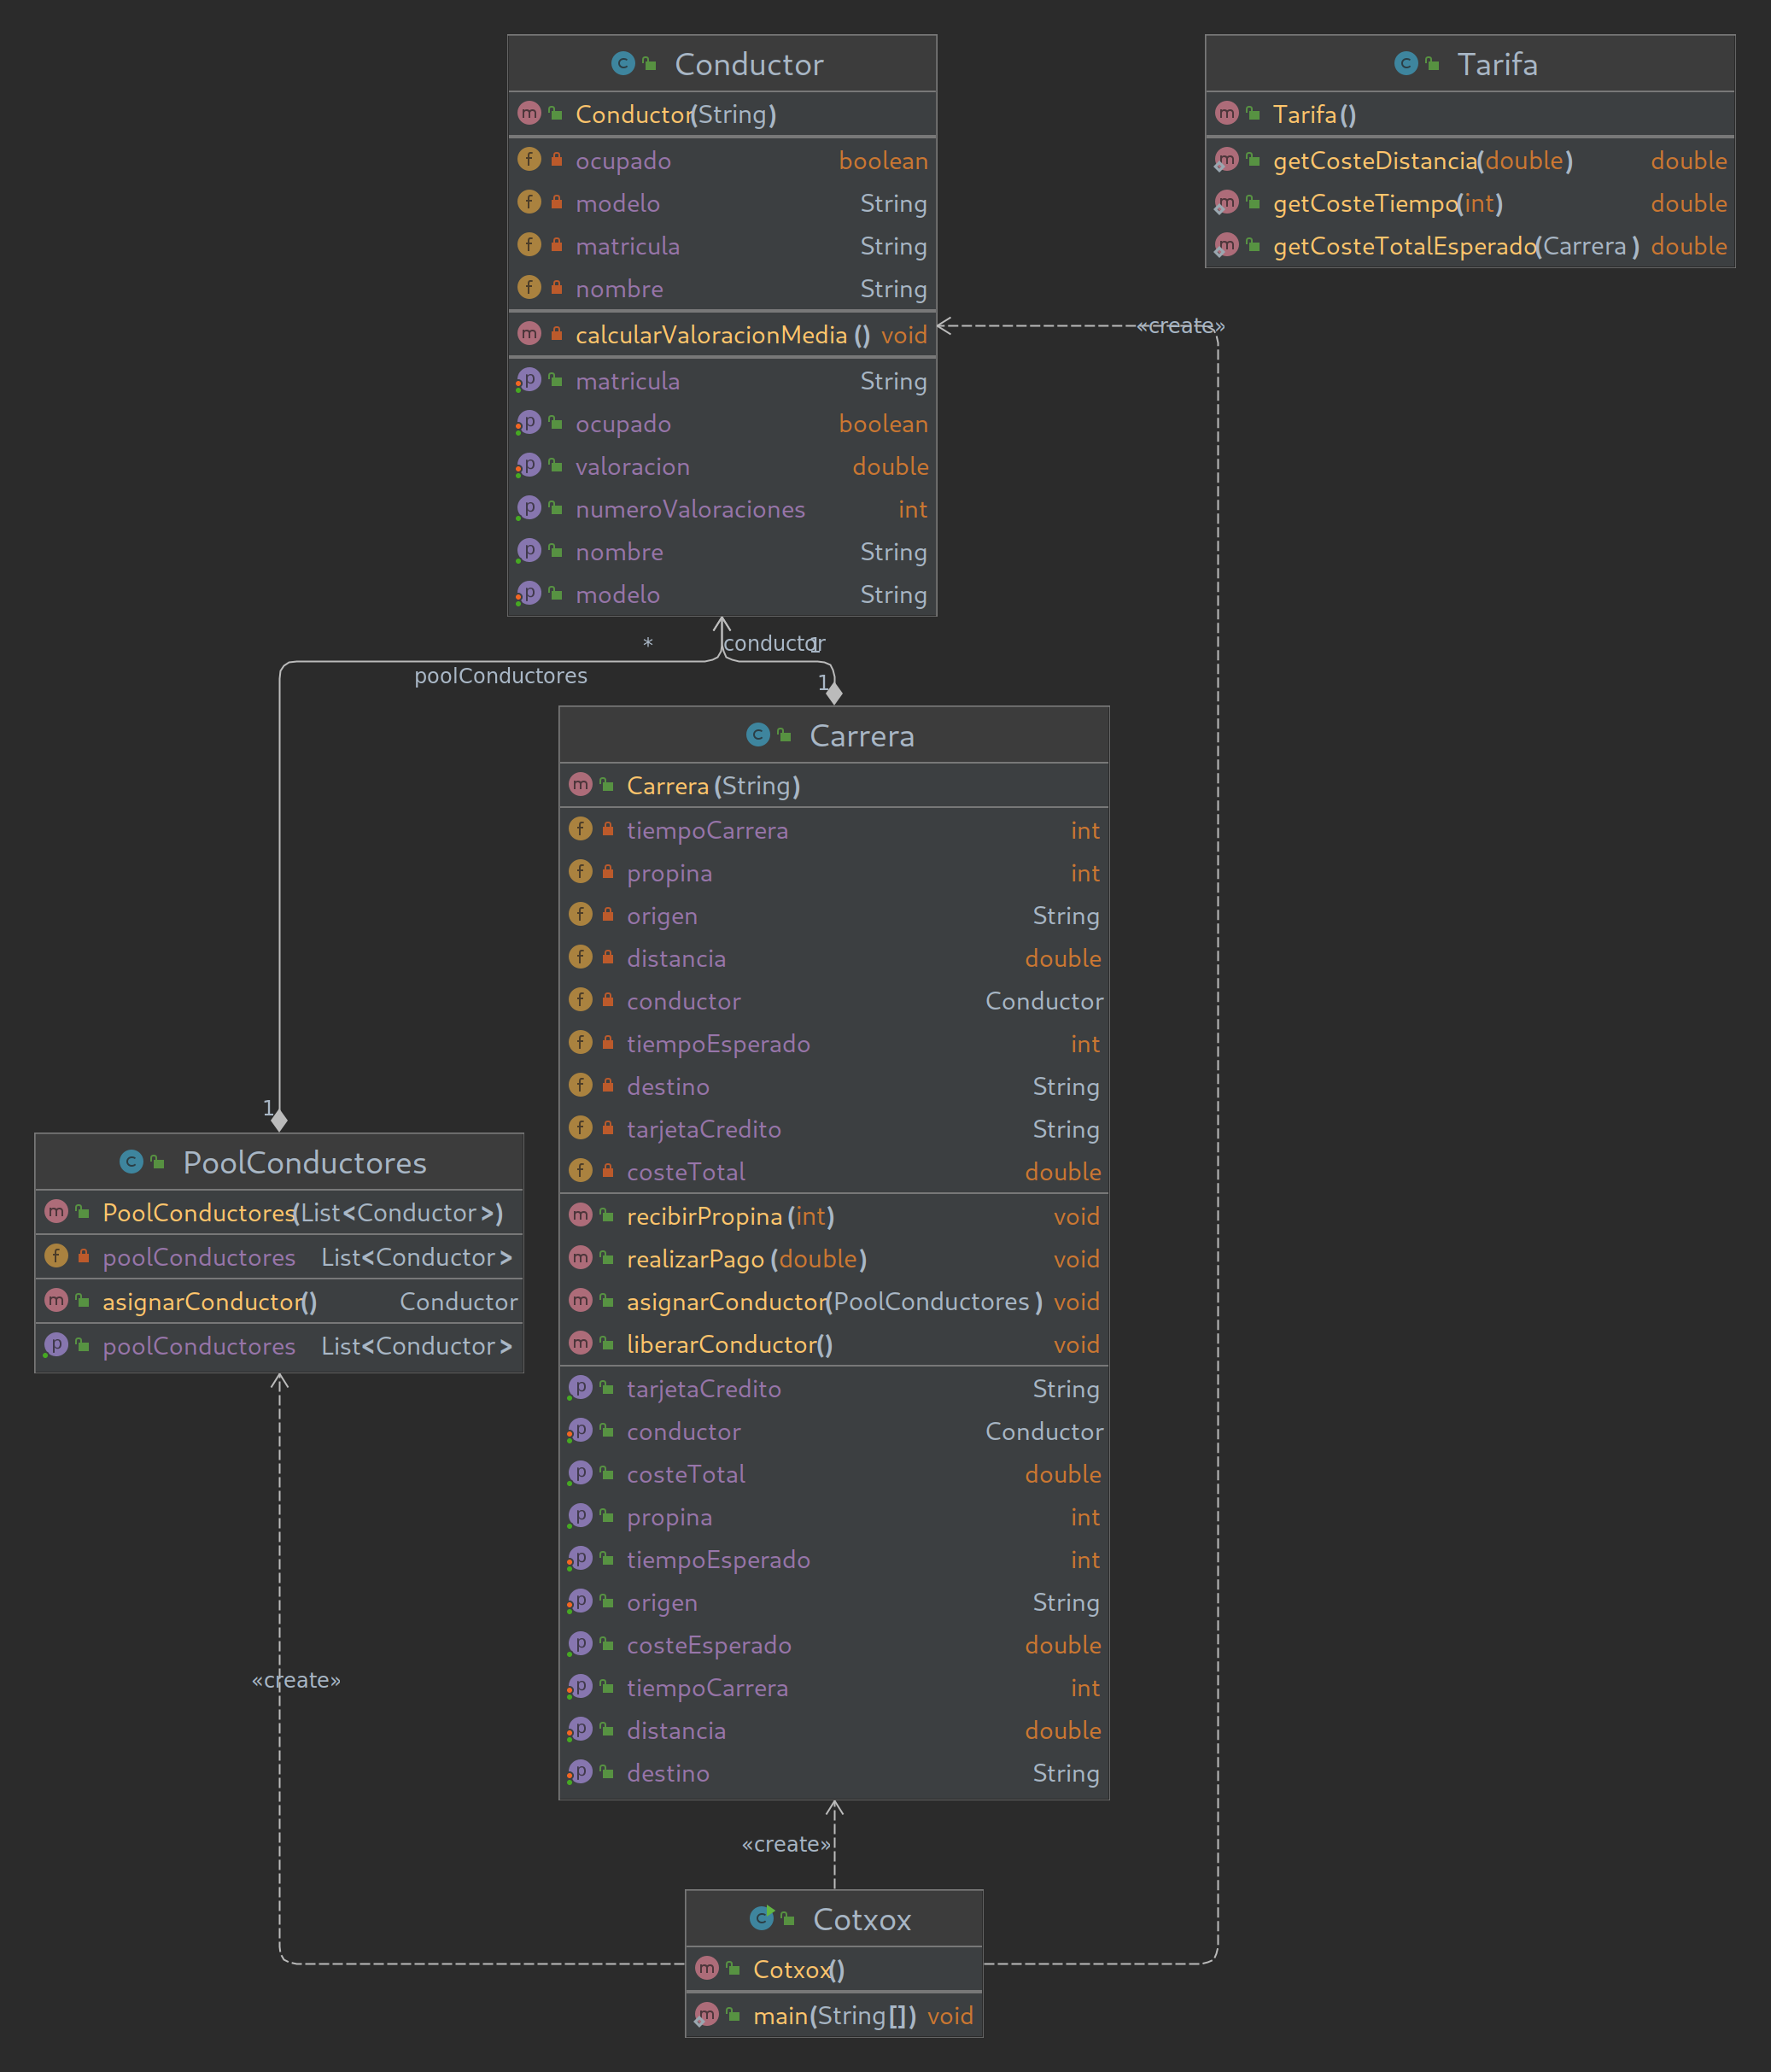 Conductor
Conductor(String)
ocupado boolean
modelo String
matricula String
nombre String
calcularValoracionMedia () void
matricula String
ocupado boolean
valoracion double
numeroValoraciones int
nombre String
modelo String
Tarifa
Tarifa()
getCosteDistancia(double) double
getCosteTiempo(int) double
getCosteTotalEsperado(Carrera) double
«create»
*
conductor
1
poolConductores
1
Carrera
Carrera (String)
tiempoCarrera int
propina int
origen String
distancia double
conductor Conductor
tiempoEsperado int
destino String
tarjetaCredito String
costeTotal double
recibirPropina (int) void
realizarPago (double) void
asignarConductor(PoolConductores) void
liberarConductor() void
tarjetaCredito String
conductor Conductor
costeTotal double
propina int
tiempoEsperado int
origen String
costeEsperado double
tiempoCarrera int
distancia double
destino String
1
PoolConductores
PoolConductores(List<Conductor>)
poolConductores List<Conductor>
asignarConductor() Conductor
poolConductores List<Conductor>
«create»
«create»
Cotxox
Cotxox()
main(String[]) void